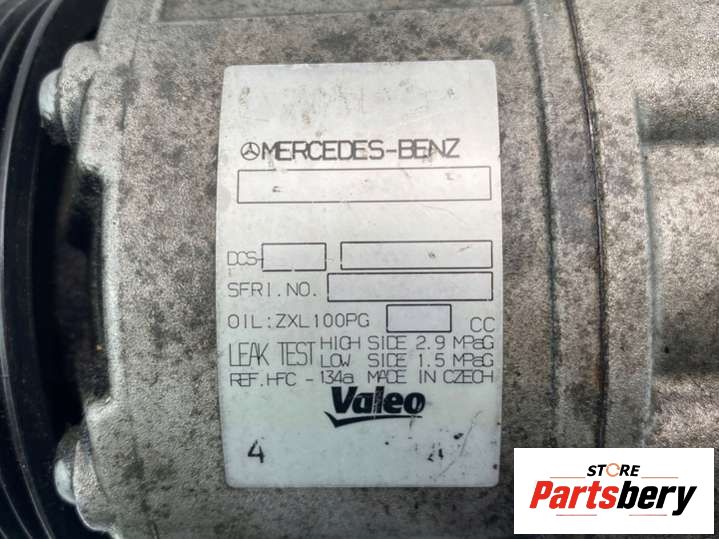 MERCEDES-BENZ
DCS-
SERI.NO.
OIL:ZXL100PG CC
LEAK TEST HIGH SIDE 2.9 MPaG
LOW SIDE 1.5 MPaG
REF.HFC - 134a MADE IN CZECH
Valeo
4
STORE
Partsbery